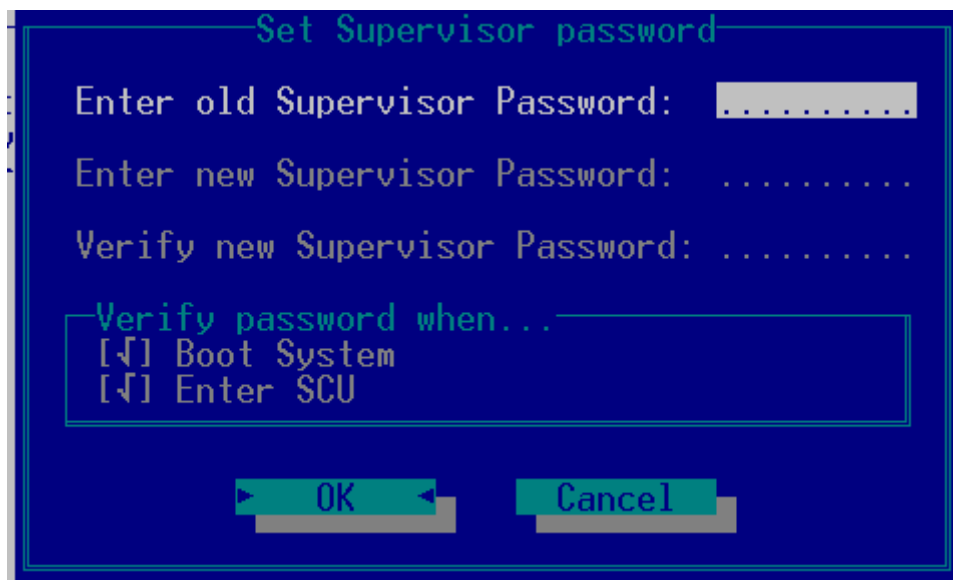 Set Supervisor password
Enter old Supervisor Password: ..........
Enter new Supervisor Password: ..........
Verify new Supervisor Password: ..........
Verify password when...
[√] Boot System
[√] Enter SCU
► OK ◄ Cancel